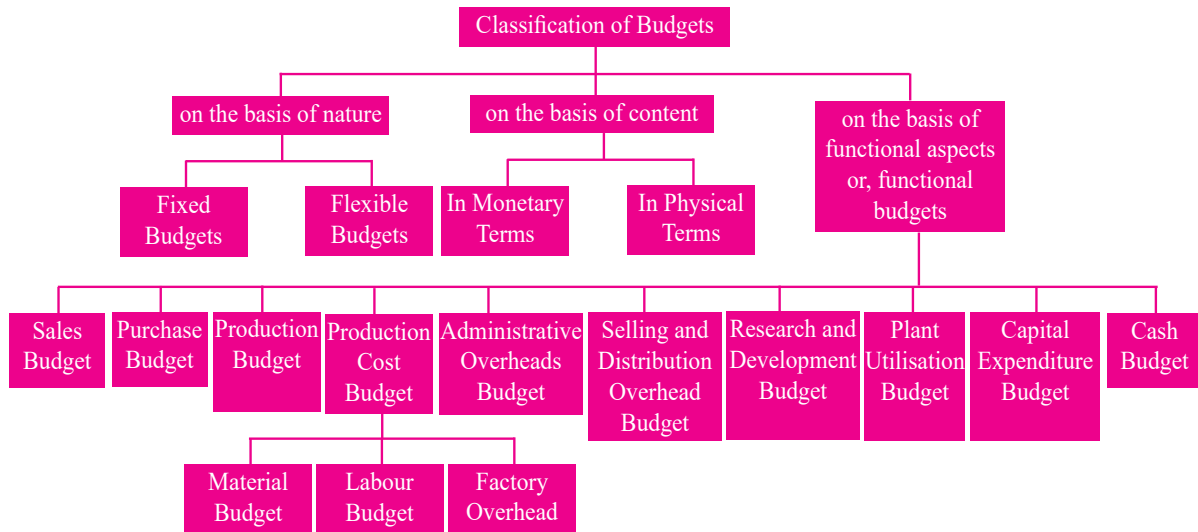 Classification of Budgets
on the basis of nature
on the basis of content
on the basis of
functional aspects
or, functional
budgets
Fixed
Budgets
Flexible
Budgets
In Monetary
Terms
In Physical
Terms
Sales
Budget
Purchase
Budget
Production
Budget
Production
Cost
Budget
Administrative
Overheads
Budget
Selling and
Distribution
Overhead
Budget
Research and
Development
Budget
Plant
Utilisation
Budget
Capital
Expenditure
Budget
Cash
Budget
Material
Budget
Labour
Budget
Factory
Overhead